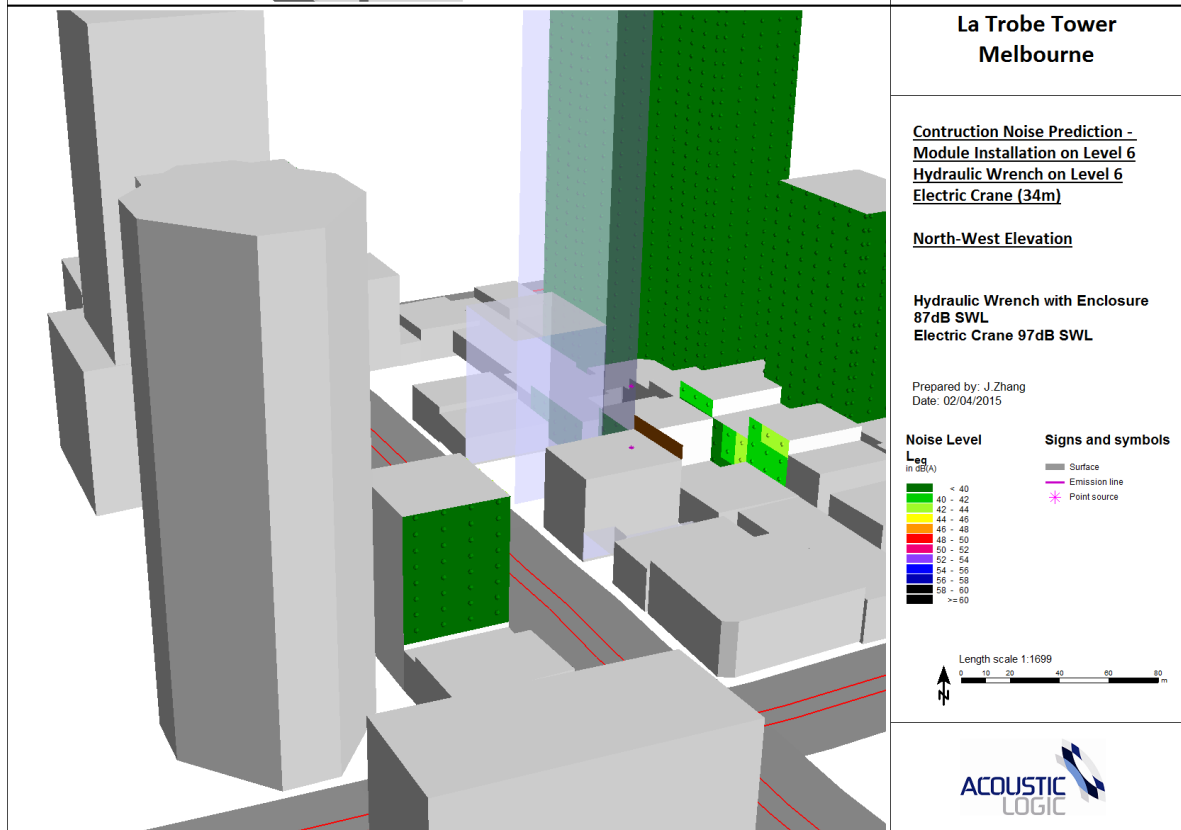 La Trobe Tower
Melbourne
Contruction Noise Prediction -
Module Installation on Level 6
Hydraulic Wrench on Level 6
Electric Crane (34m)
North-West Elevation
Hydraulic Wrench with Enclosure
87dB SWL
Electric Crane 97dB SWL
Prepared by: J.Zhang
Date: 02/04/2015
Noise Level
Leq
in dB(A)
< 40
40 - 42
42 - 44
44 - 46
46 - 48
48 - 50
50 - 52
52 - 54
54 - 56
56 - 58
58 - 60
>= 60
Signs and symbols
Surface
Emission line
Point source
Length scale 1:1699
0 10 20 40 60 80
m
N
ACOUSTIC
LOGIC